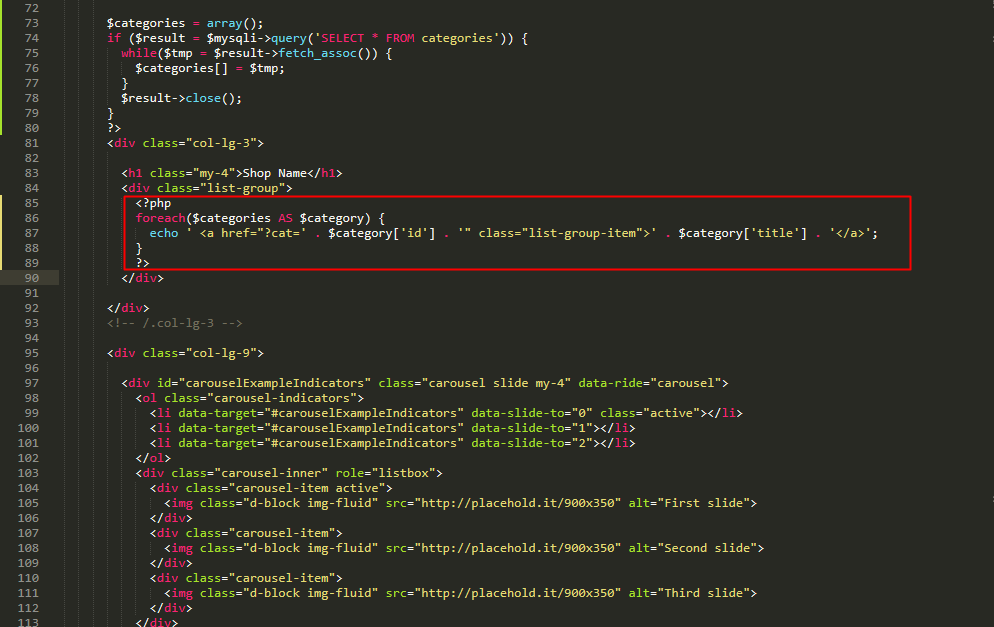 72
73 $categories = array();
74 if ($result = $mysqli->query('SELECT * FROM categories')) {
75 while($tmp = $result->fetch_assoc()) {
76 $categories[] = $tmp;
77 }
78 $result->close();
79 }
80 ?>
81 <div class="col-lg-3">
82
83 <h1 class="my-4">Shop Name</h1>
84 <div class="list-group">
85 <?php
86 foreach($categories AS $category) {
87 echo ' <a href="?cat=' . $category['id'] . '" class="list-group-item">' . $category['title'] . '</a>';
88 }
89 ?>
90 </div>
91
92 </div>
93 <!-- /.col-lg-3 -->
94
95 <div class="col-lg-9">
96
97 <div id="carouselExampleIndicators" class="carousel slide my-4" data-ride="carousel">
98 <ol class="carousel-indicators">
99 <li data-target="#carouselExampleIndicators" data-slide-to="0" class="active"></li>
100 <li data-target="#carouselExampleIndicators" data-slide-to="1"></li>
101 <li data-target="#carouselExampleIndicators" data-slide-to="2"></li>
102 </ol>
103 <div class="carousel-inner" role="listbox">
104 <div class="carousel-item active">
105 <img class="d-block img-fluid" src="http://placehold.it/900x350" alt="First slide">
106 </div>
107 <div class="carousel-item">
108 <img class="d-block img-fluid" src="http://placehold.it/900x350" alt="Second slide">
109 </div>
110 <div class="carousel-item">
111 <img class="d-block img-fluid" src="http://placehold.it/900x350" alt="Third slide">
112 </div>
113 </div>